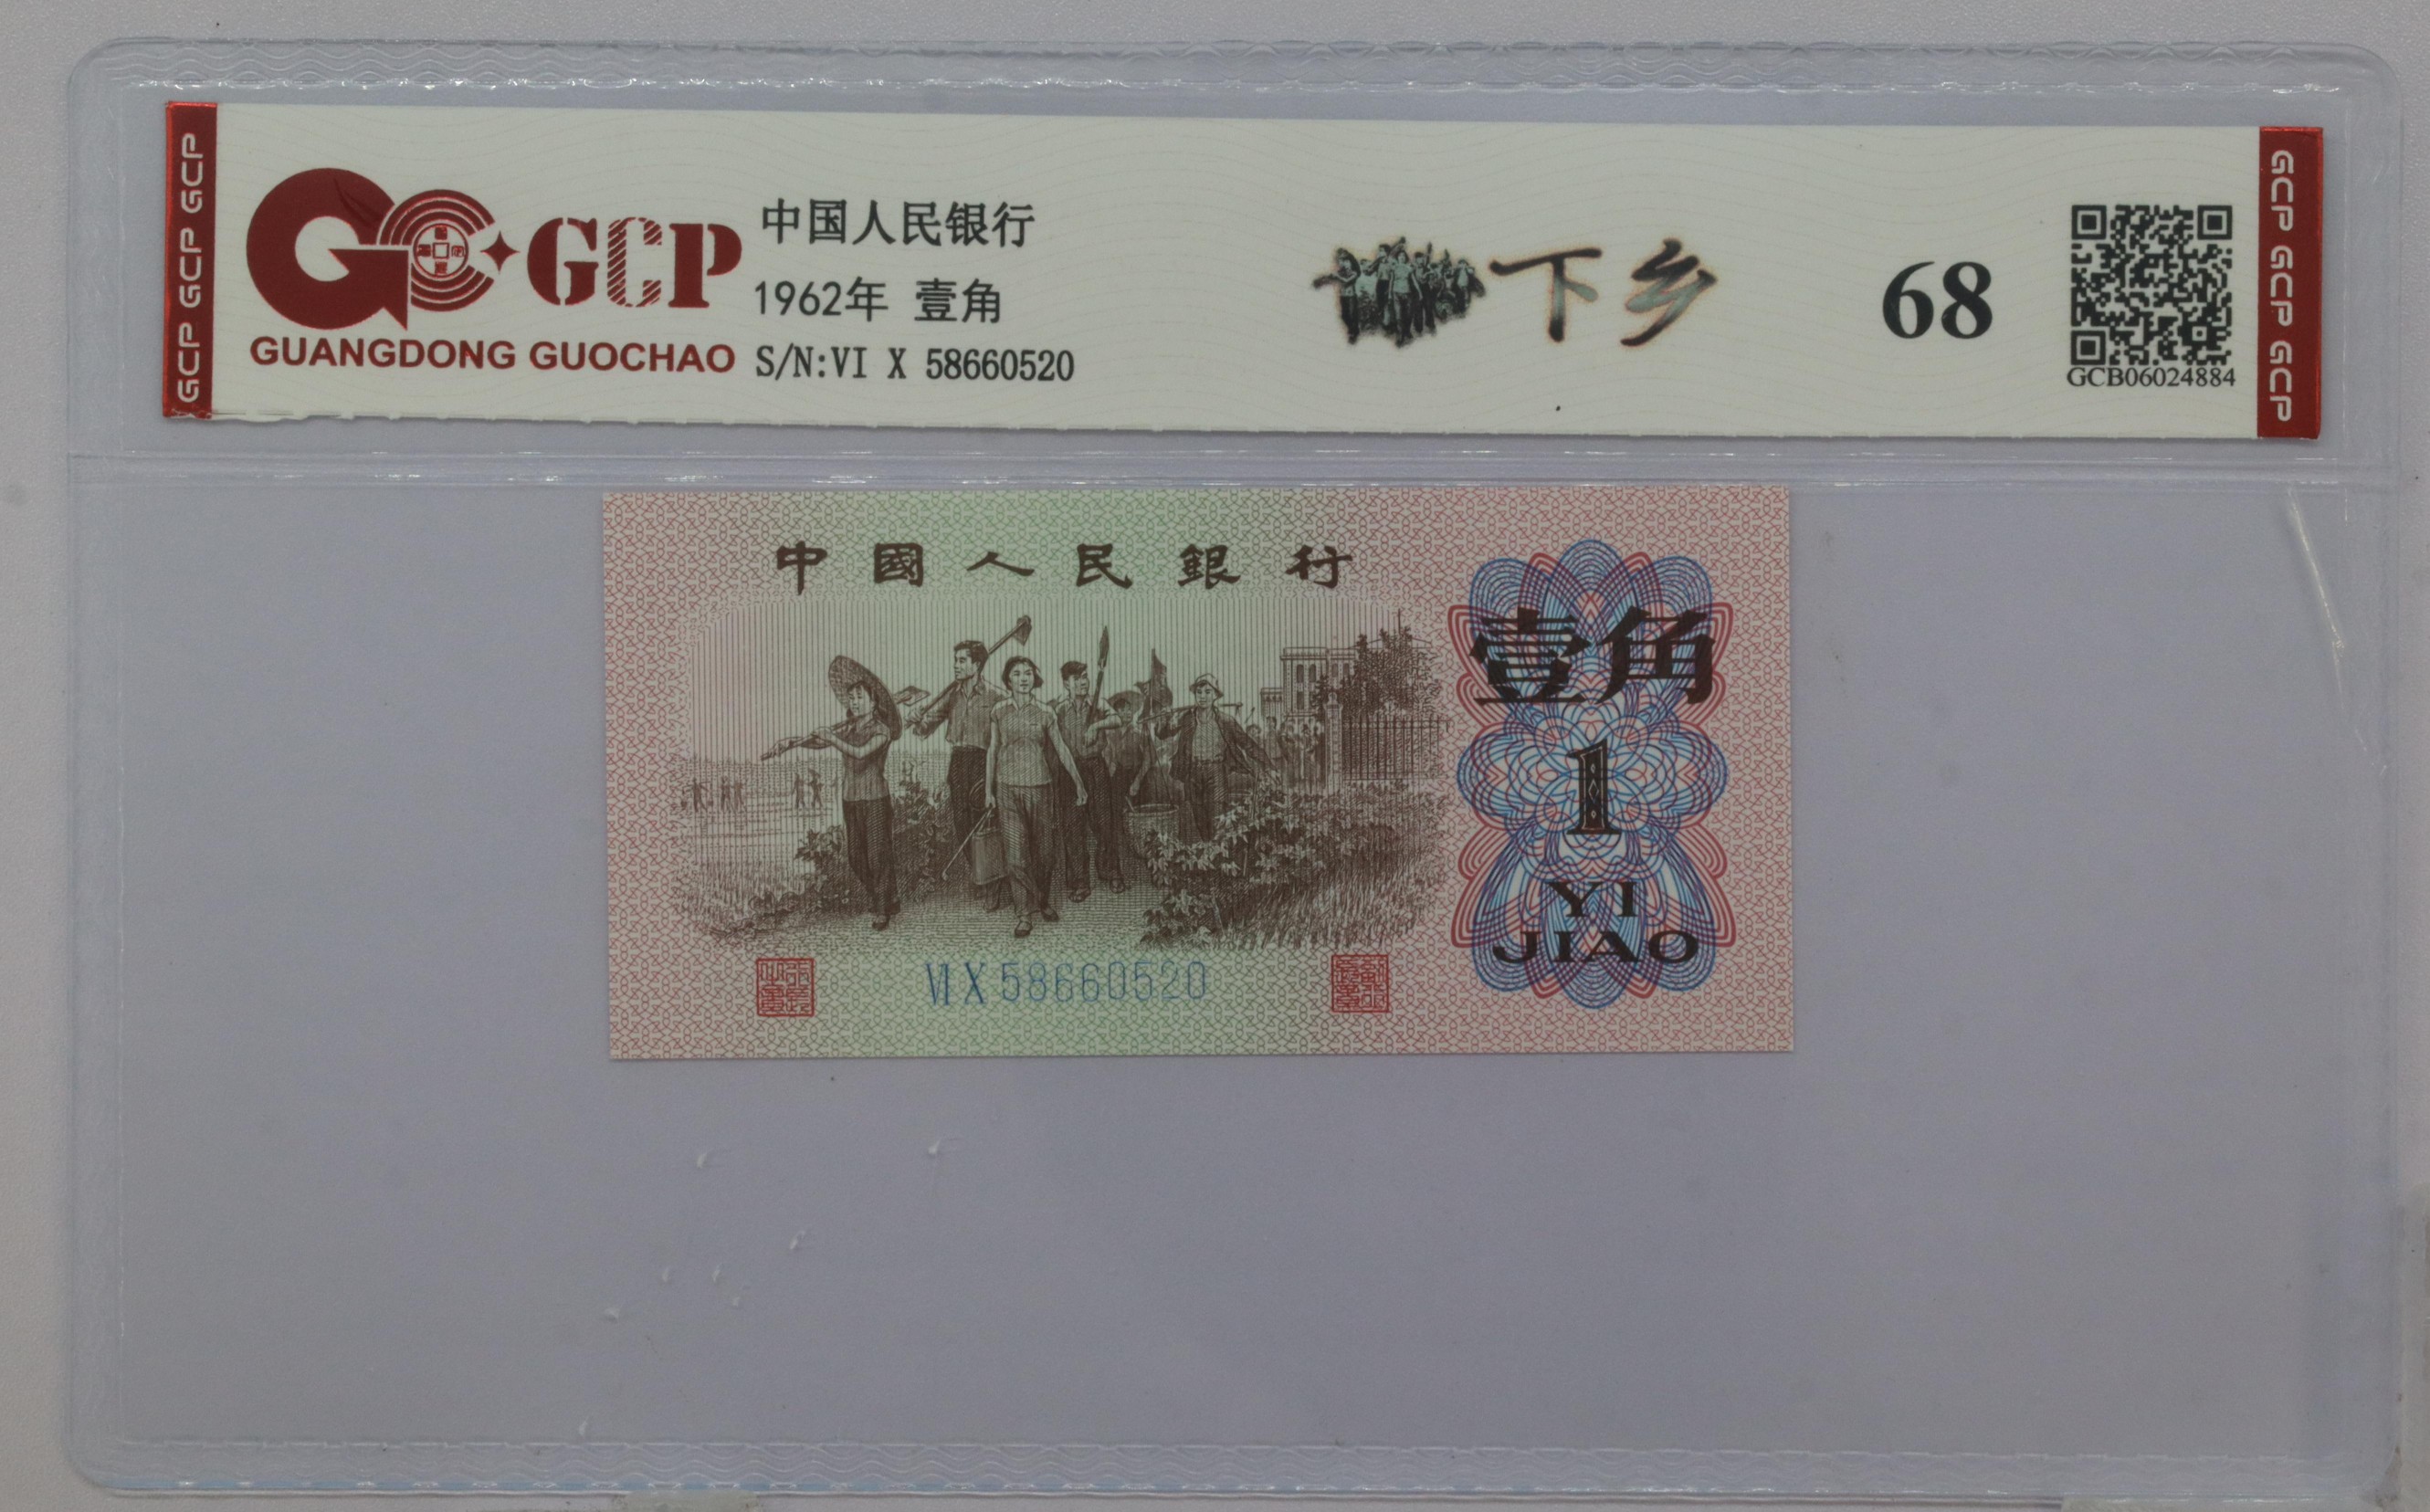 GCP GCP GCP
GCP
GUANGDONG GUOCHAO
中国人民银行
1962年 壹角
S/N:VI X 58660520
下乡
68
GCB06024884
GCP GCP GCP
中國人民銀行
壹角
1
YI
JIAO
VI X 58660520